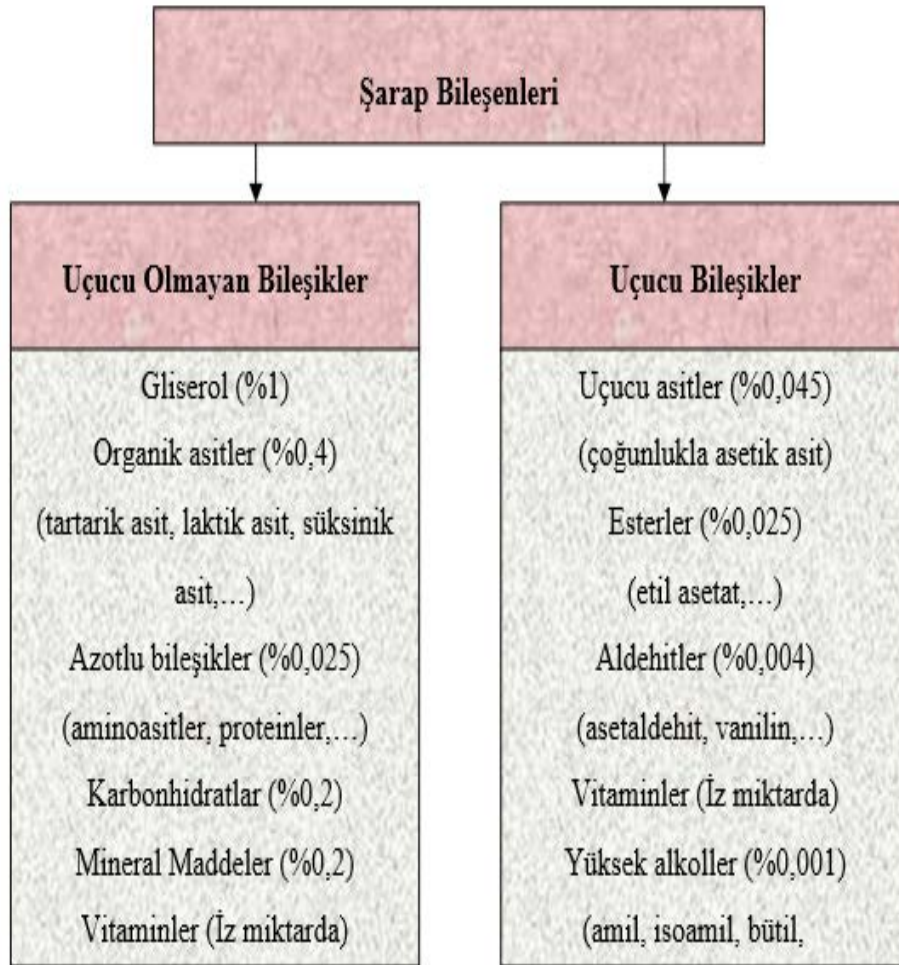 Şarap Bileşenleri
Uçucu Olmayan Bileşikler
Gliserol (%1)
Organik asitler (%0,4)
(tartarik asit, laktik asit, süksinik
asit,…)
Azotlu bileşikler (%0,025)
(aminoasitler, proteinler,…)
Karbonhidratlar (%0,2)
Mineral Maddeler (%0,2)
Vitaminler (İz miktarda)
Uçucu Bileşikler
Uçucu asitler (%0,045)
(çoğunlukla asetik asit)
Esterler (%0,025)
(etil asetat,…)
Aldehitler (%0,004)
(asetaldehit, vanilin,…)
Vitaminler (İz miktarda)
Yüksek alkoller (%0,001)
(amil, isoamil, bütil,